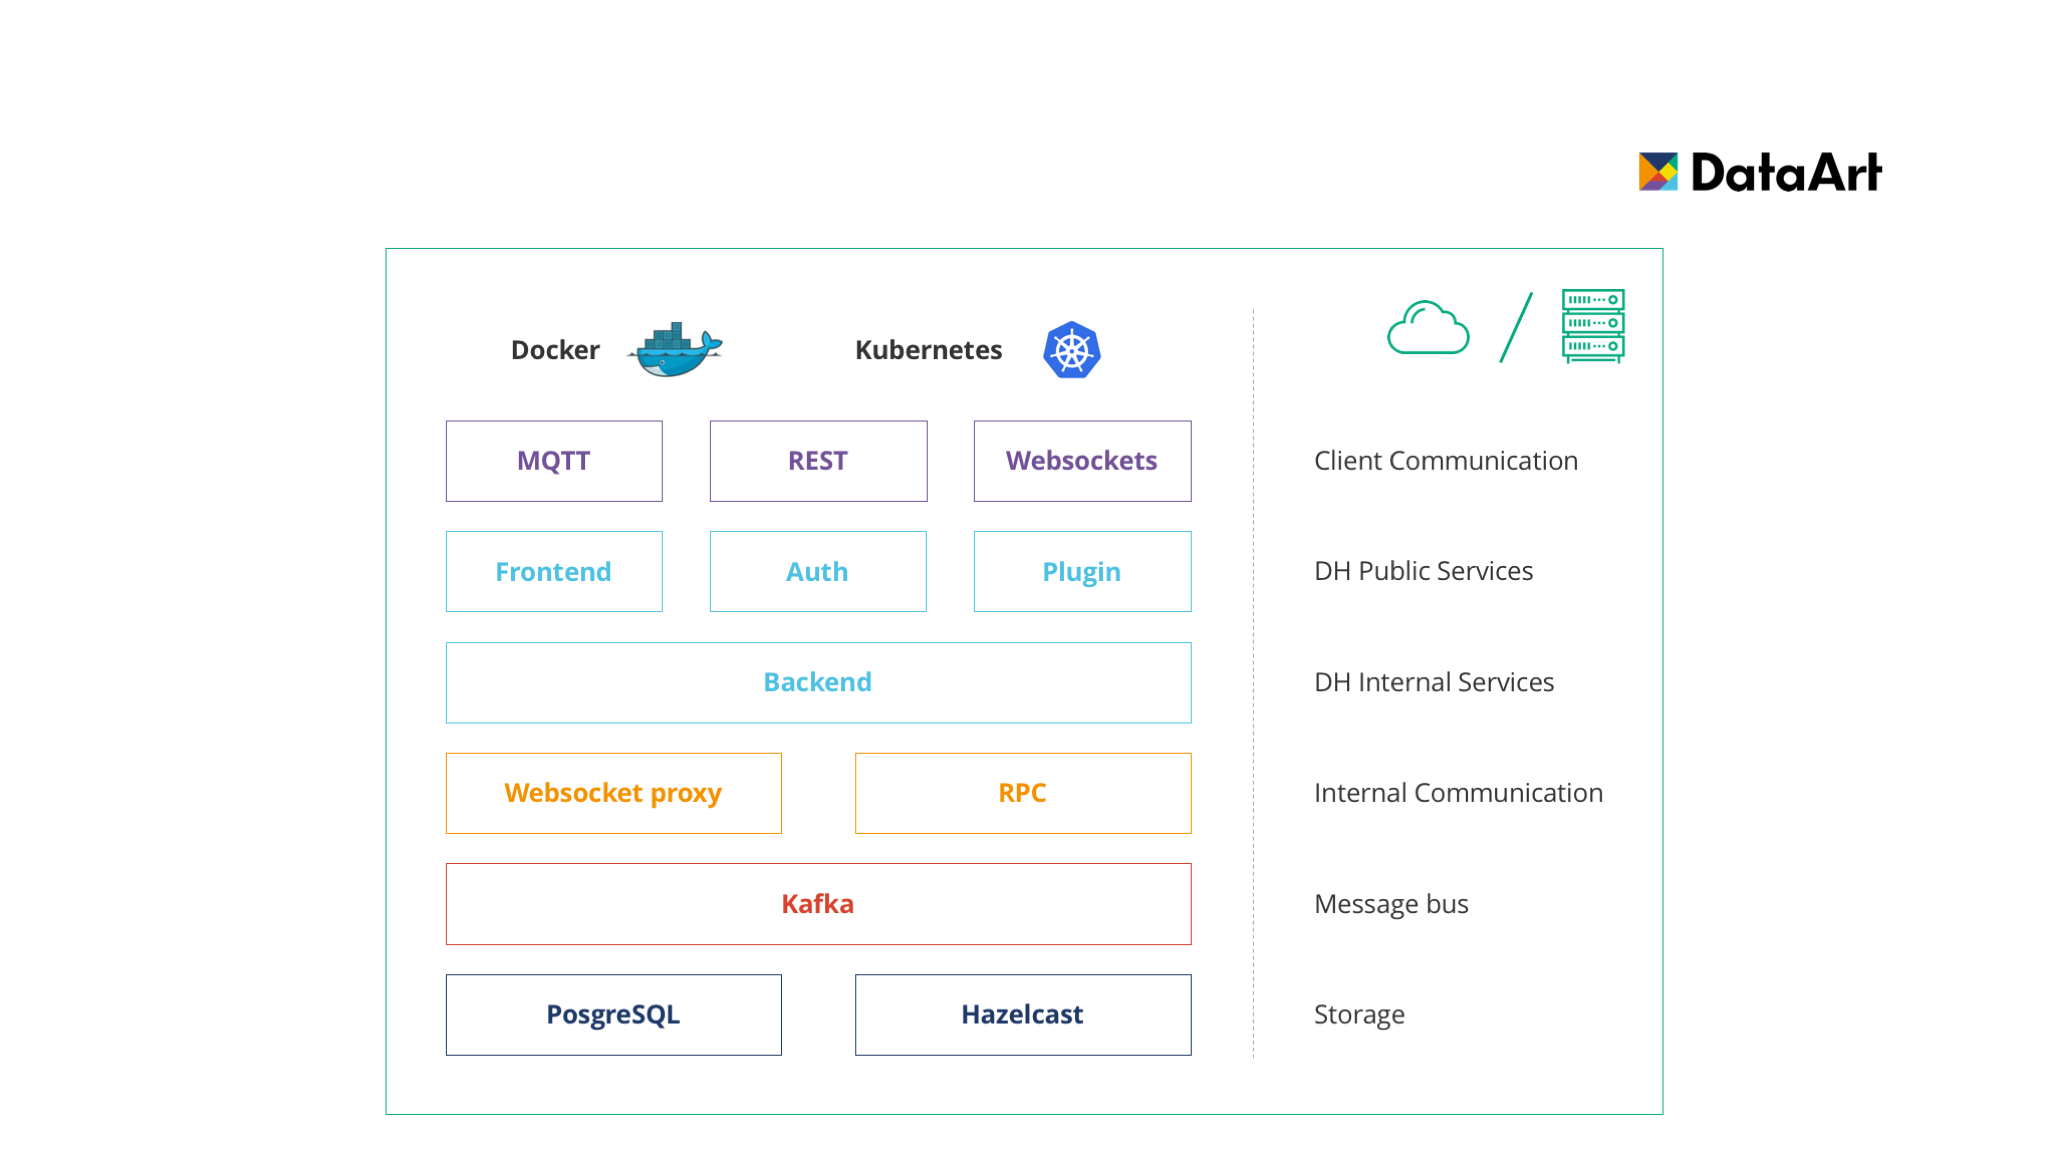 DataArt
Docker
Kubernetes
MQTT
REST
Websockets
Client Communication
Frontend
Auth
Plugin
DH Public Services
Backend
DH Internal Services
Websocket proxy
RPC
Internal Communication
Kafka
Message bus
PosgreSQL
Hazelcast
Storage